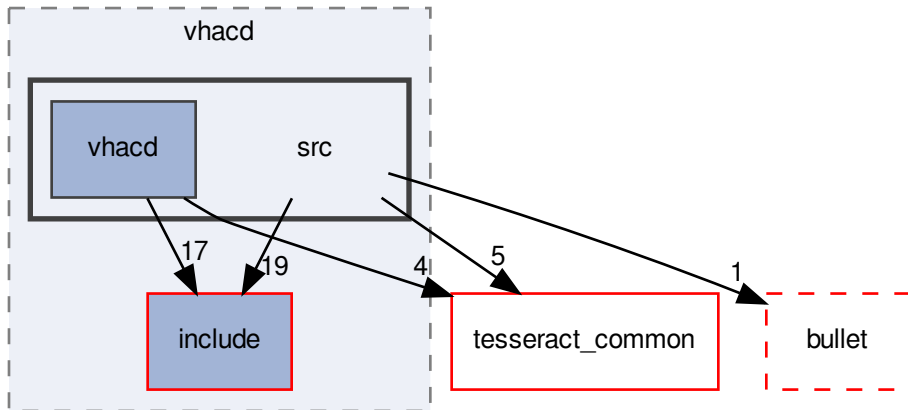 vhacd
vhacd
src
17
19
4
5
1
include
tesseract_common
bullet